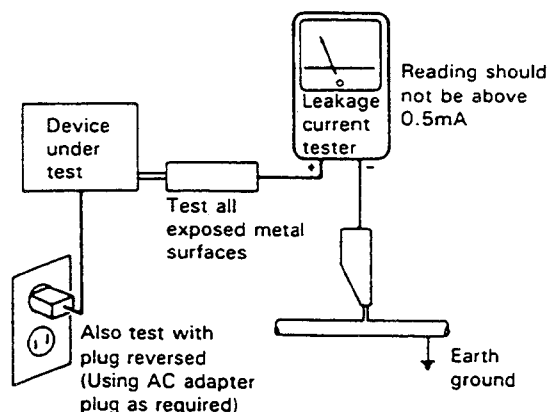 Device
under
test
Leakage
current
tester
+
-
Reading should
not be above
0.5mA
Test all
exposed metal
surfaces
Also test with
plug reversed
(Using AC adapter
plug as required)
Earth
ground